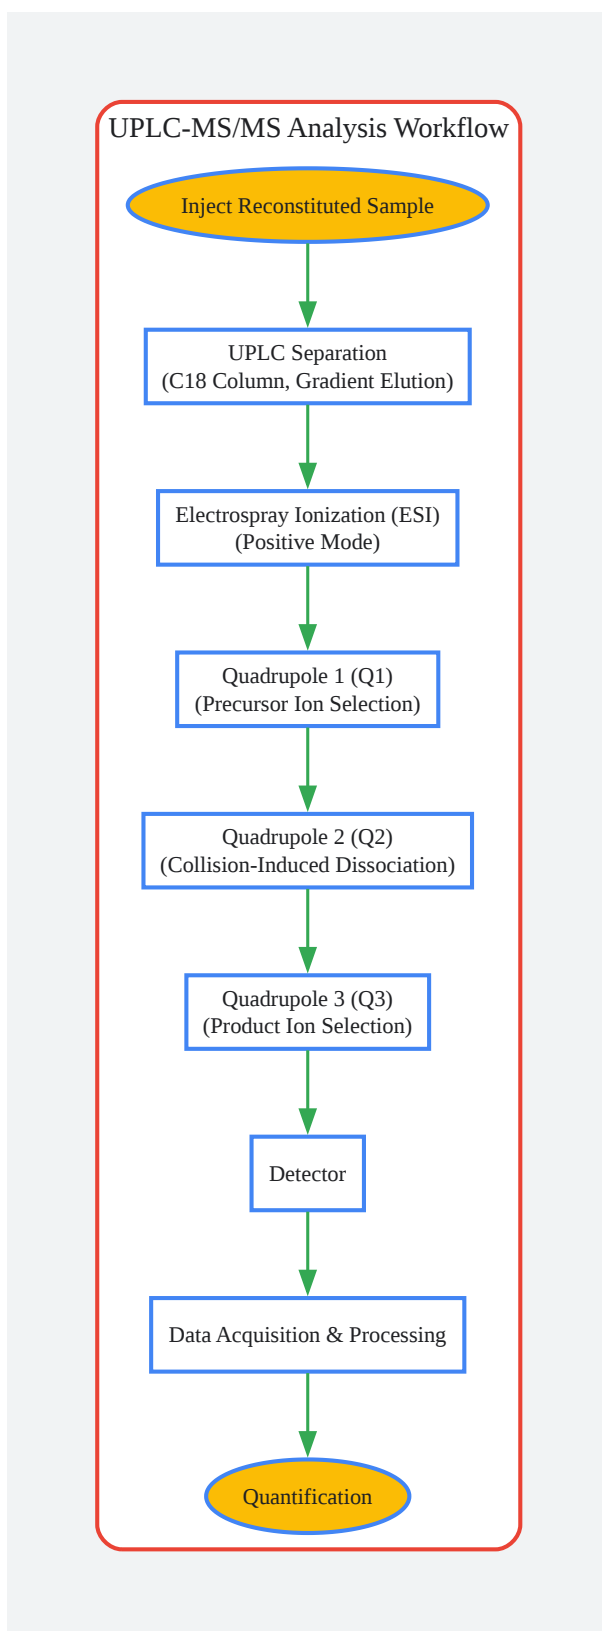 UPLC-MS/MS Analysis Workflow
Inject Reconstituted Sample
UPLC Separation
(C18 Column, Gradient Elution)
Electrospray Ionization (ESI)
(Positive Mode)
Quadrupole 1 (Q1)
(Precursor Ion Selection)
Quadrupole 2 (Q2)
(Collision-Induced Dissociation)
Quadrupole 3 (Q3)
(Product Ion Selection)
Detector
Data Acquisition & Processing
Quantification